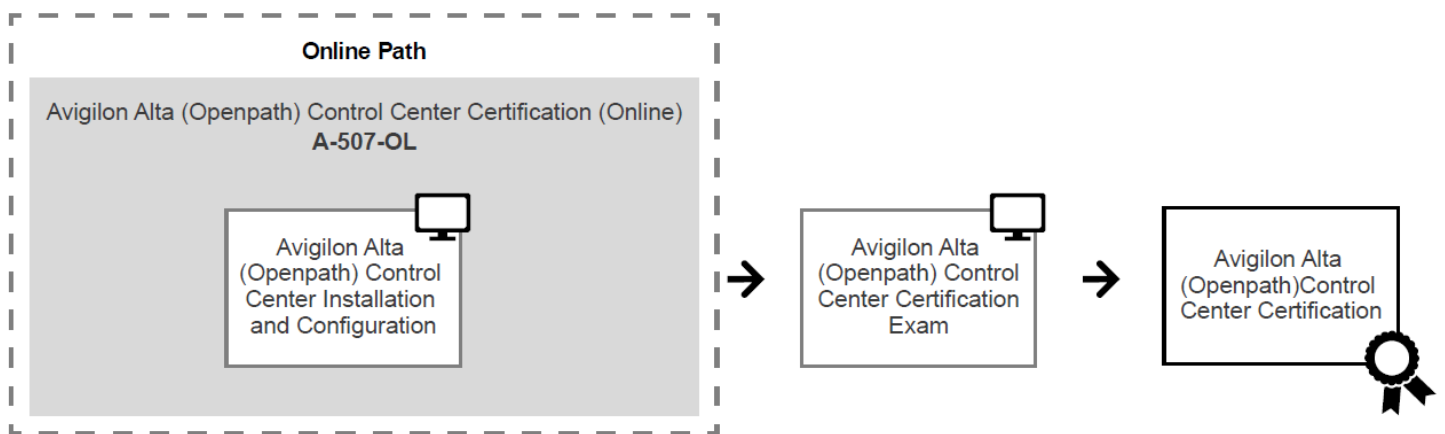 Online Path
Avigilon Alta (Openpath) Control Center Certification (Online)
A-507-OL
Avigilon Alta
(Openpath) Control
Center Installation
and Configuration
Avigilon Alta
(Openpath) Control
Center Certification
Exam
Avigilon Alta
(Openpath)Control
Center Certification